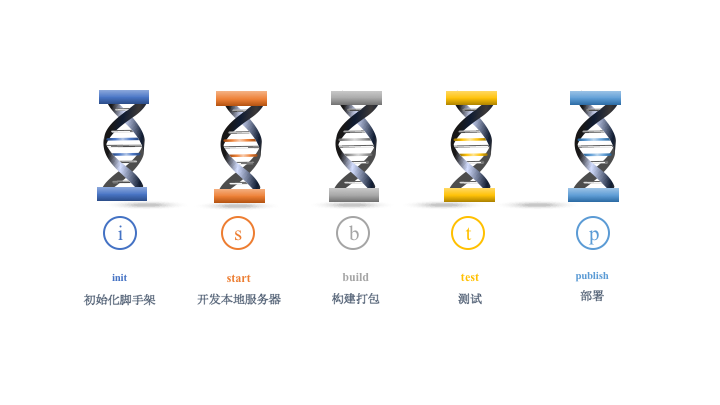 i
s
b
t
p
init
start
build
test
publish
初始化脚手架
开发本地服务器
构建打包
测试
部署